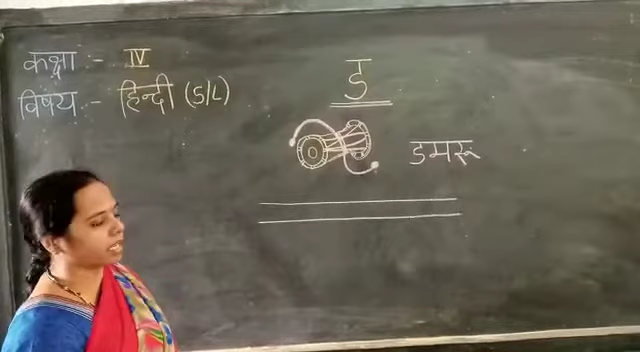 कक्षा :- IV
विषय :- हिन्दी (S/L)
ड
डमरू